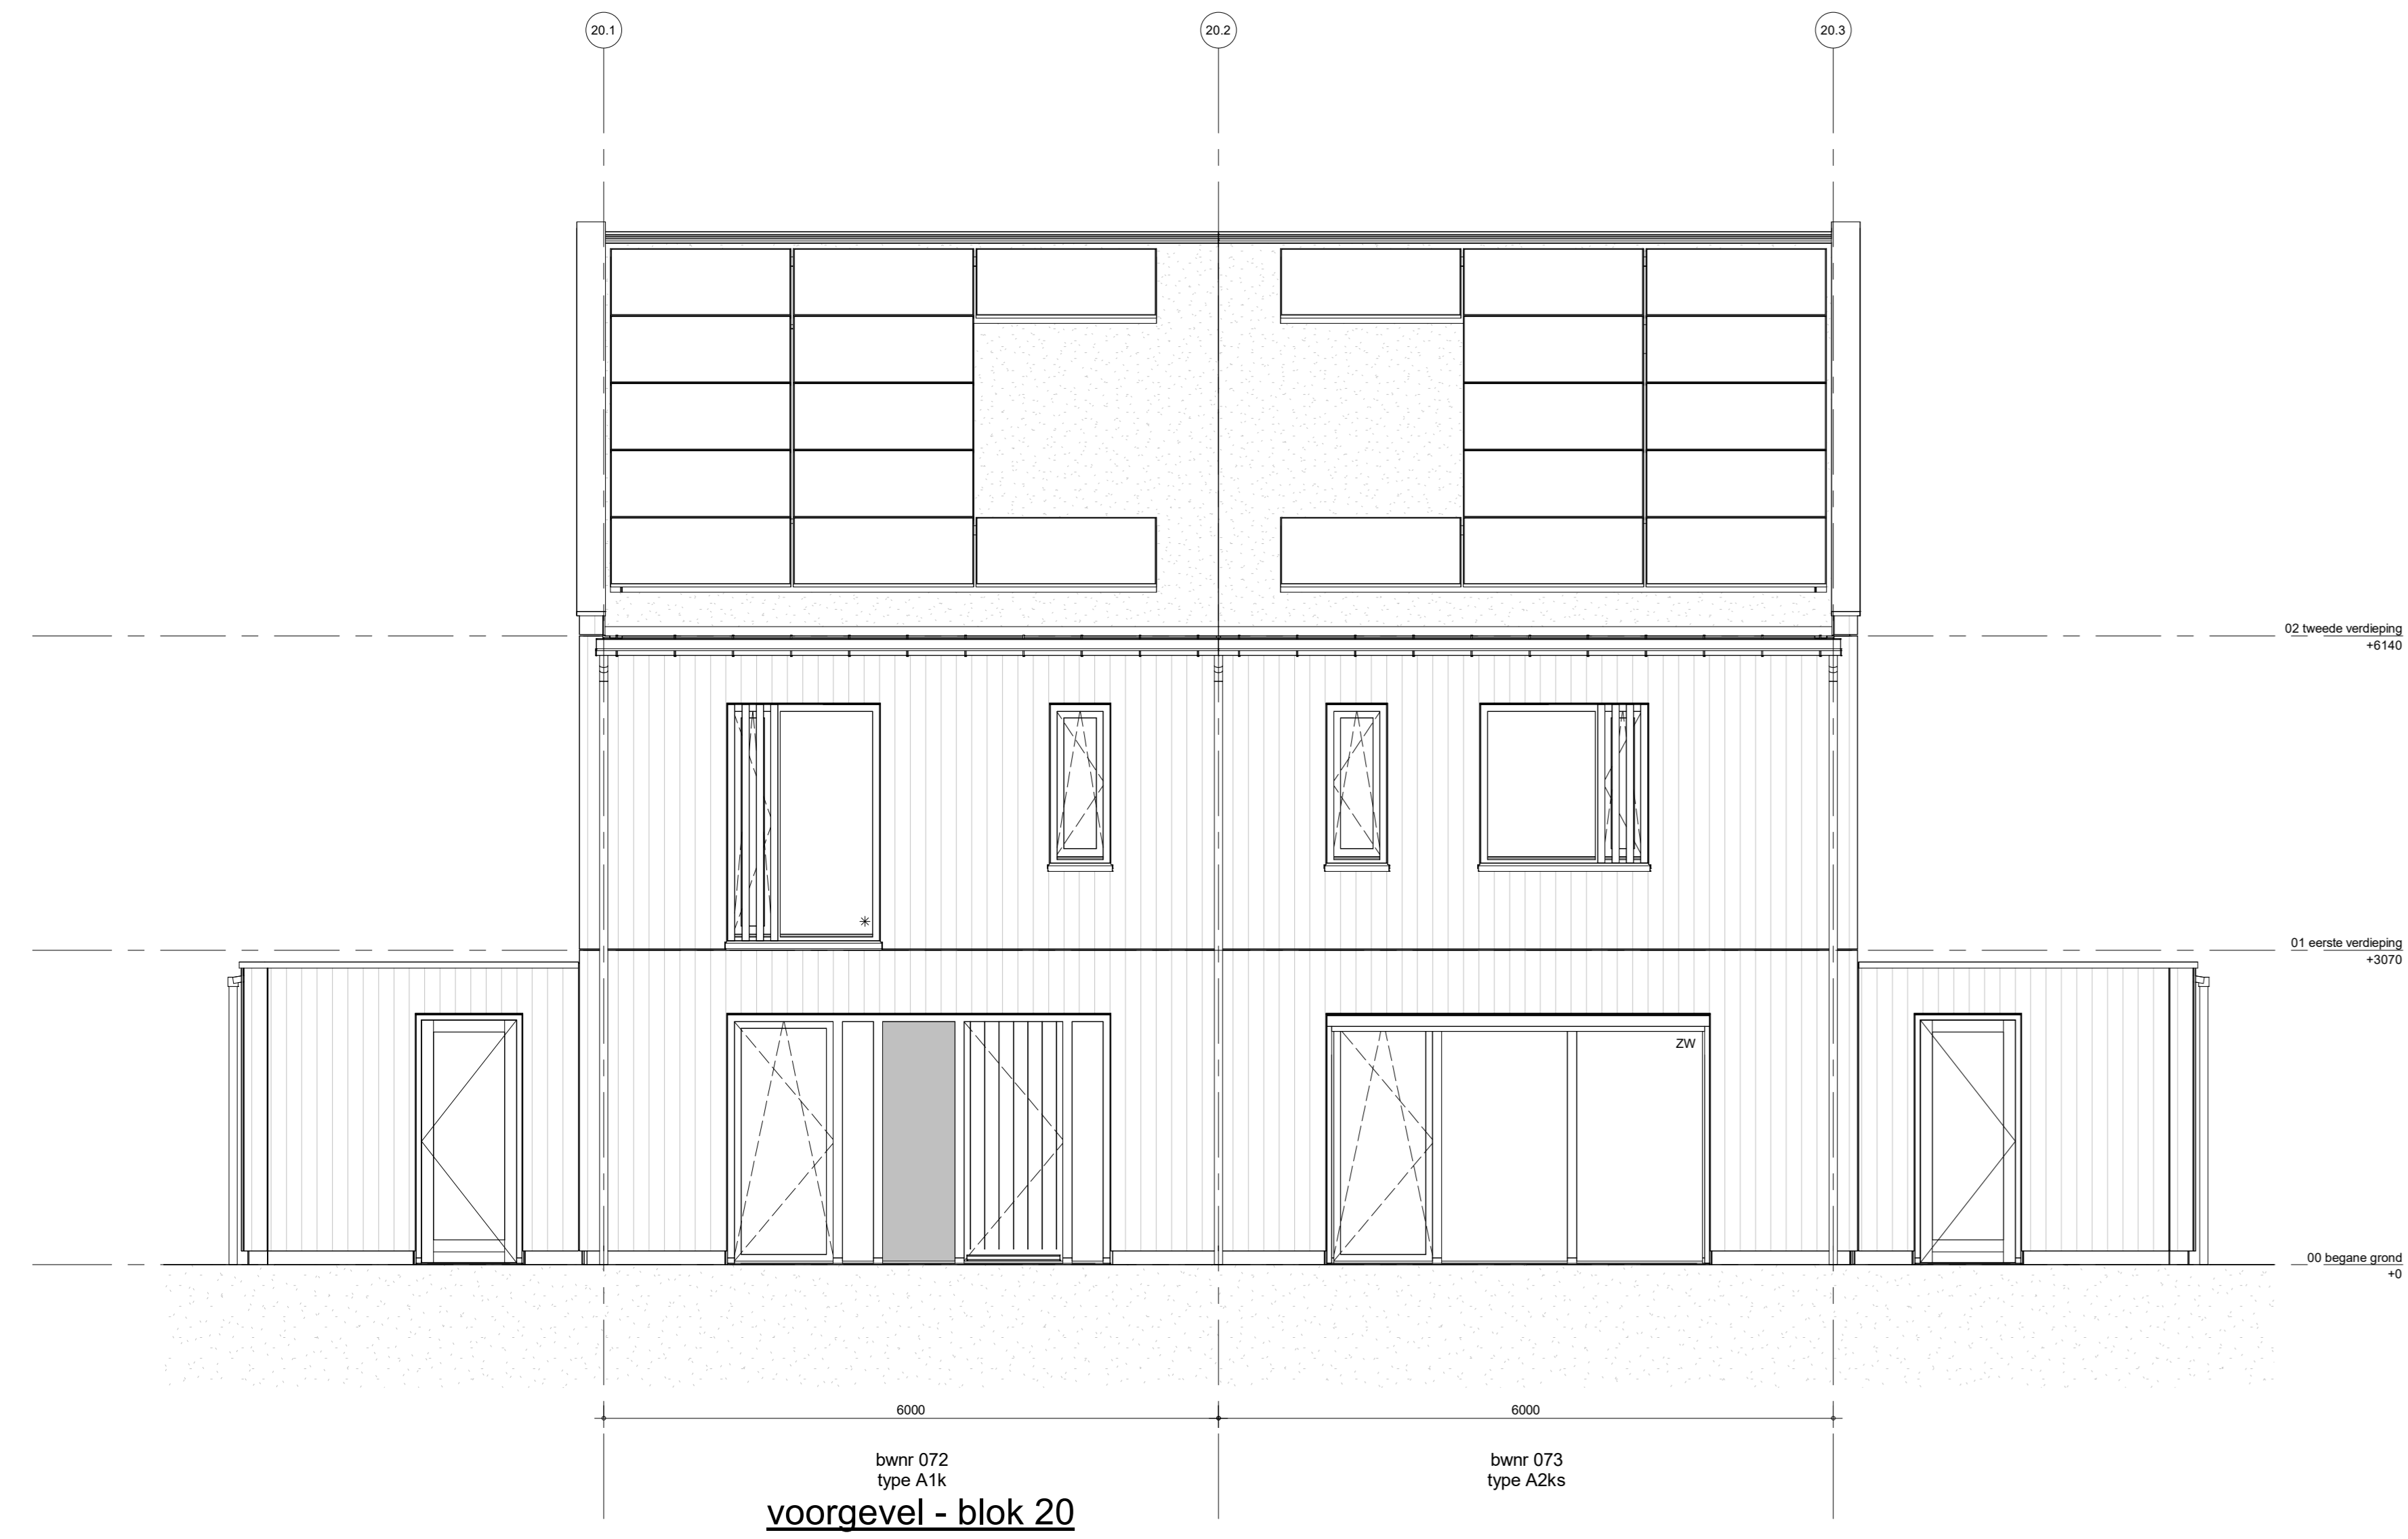 20.1
20.2
20.3
02 tweede verdieping
+6140
01 eerste verdieping
+3070
ZW
00 begane grond
+0
6000
6000
bwnr 072
type A1k
bwnr 073
type A2ks
voorgevel - blok 20